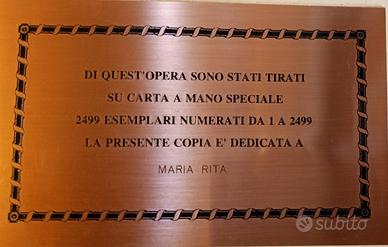 DI QUEST'OPERA SONO STATI TIRATI
SU CARTA A MANO SPECIALE
2499 ESEMPLARI NUMERATI DA 1 A 2499
LA PRESENTE COPIA E' DEDICATA A
MARIA RITA
subito